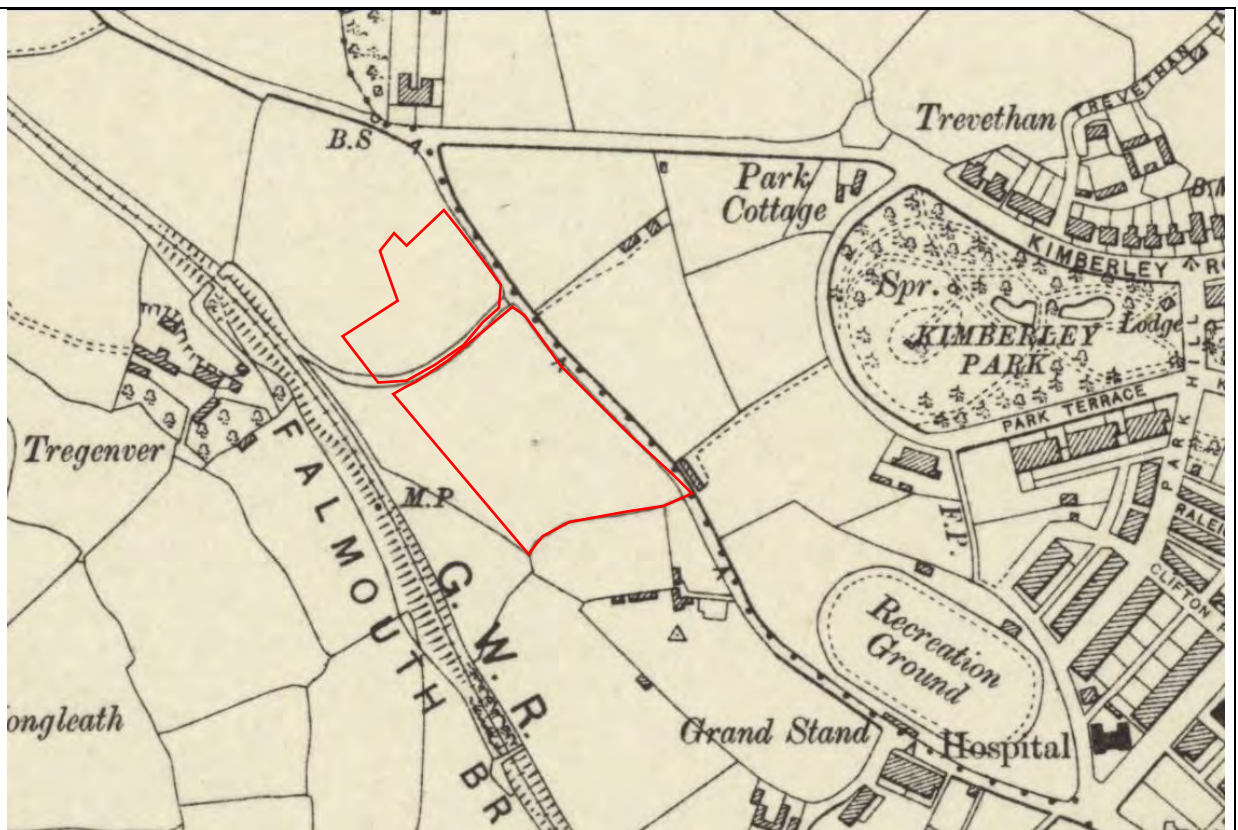 B.S
Trevethan
TREVETHAN
Park
Cottage
KIMBERLEY
Spr.
Lodge
KIMBERLEY
PARK
PARK TERRACE
PARK HILL
Tregenver
M.P
F.P.
RALEIG
CLIFTON
FALMOUTH BR
G. W. R.
Recreation
Ground
ongleath
Grand Stand
Hospital